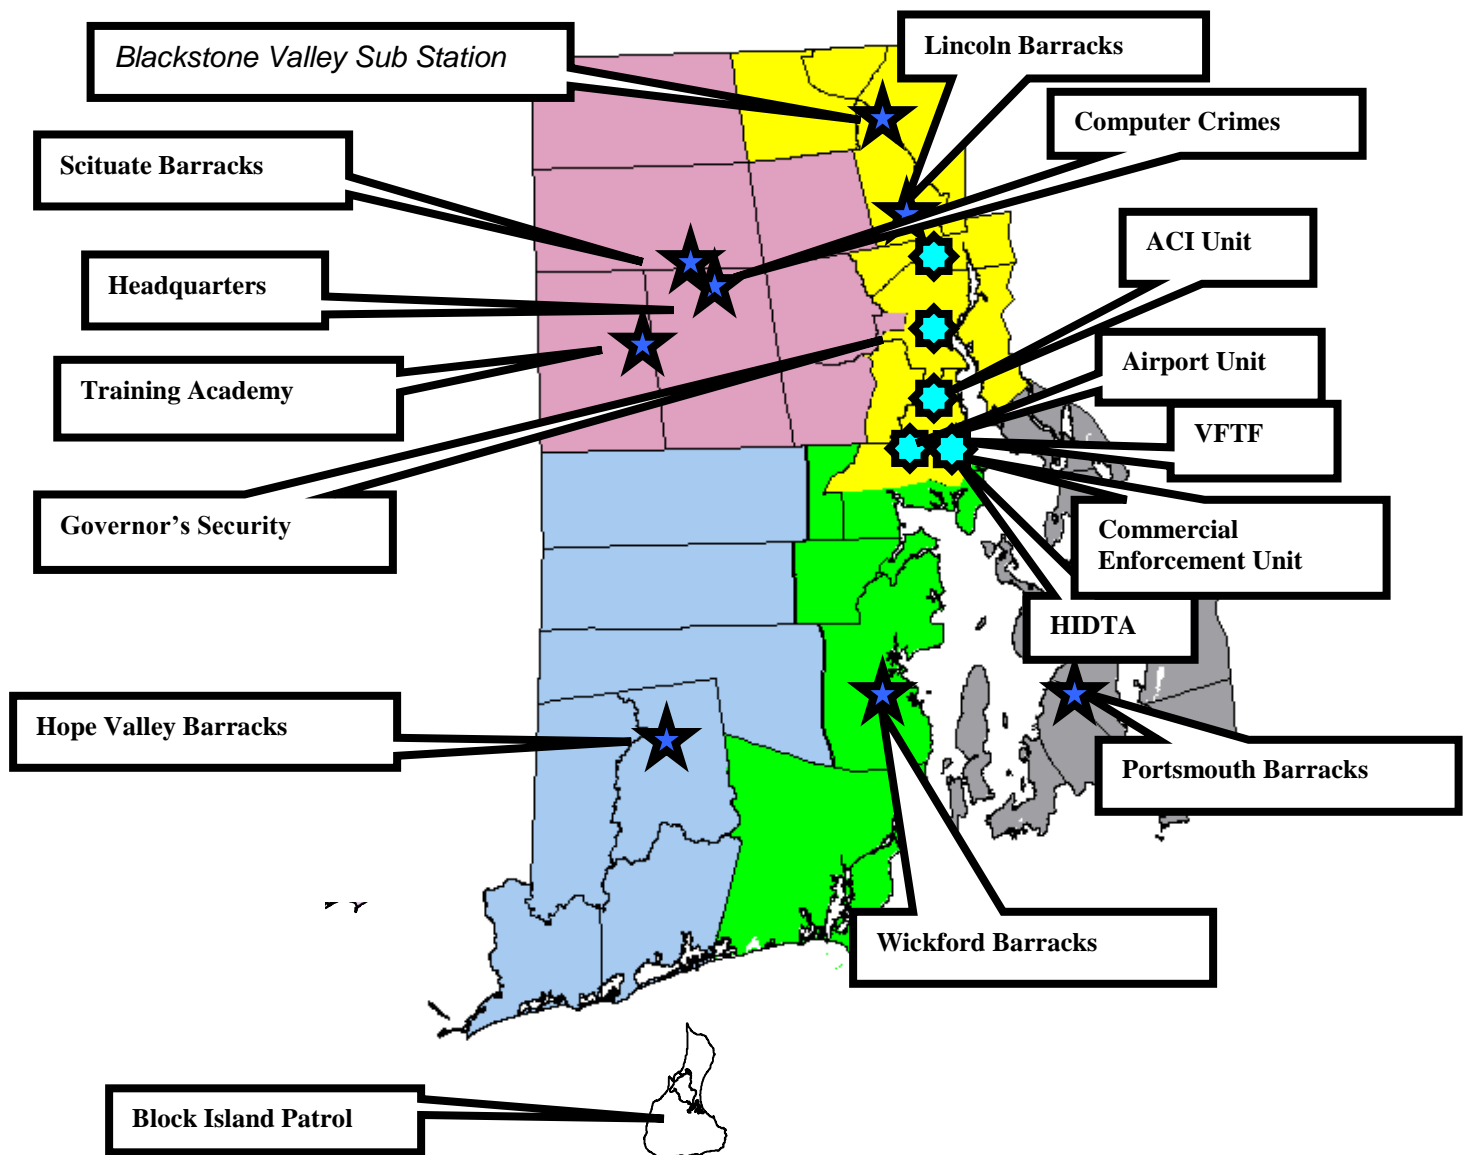 Blackstone Valley Sub Station
Lincoln Barracks
Computer Crimes
Scituate Barracks
ACI Unit
Headquarters
Airport Unit
Training Academy
VFTF
Governor’s Security
Commercial
Enforcement Unit
HIDTA
Hope Valley Barracks
Portsmouth Barracks
Wickford Barracks
Block Island Patrol